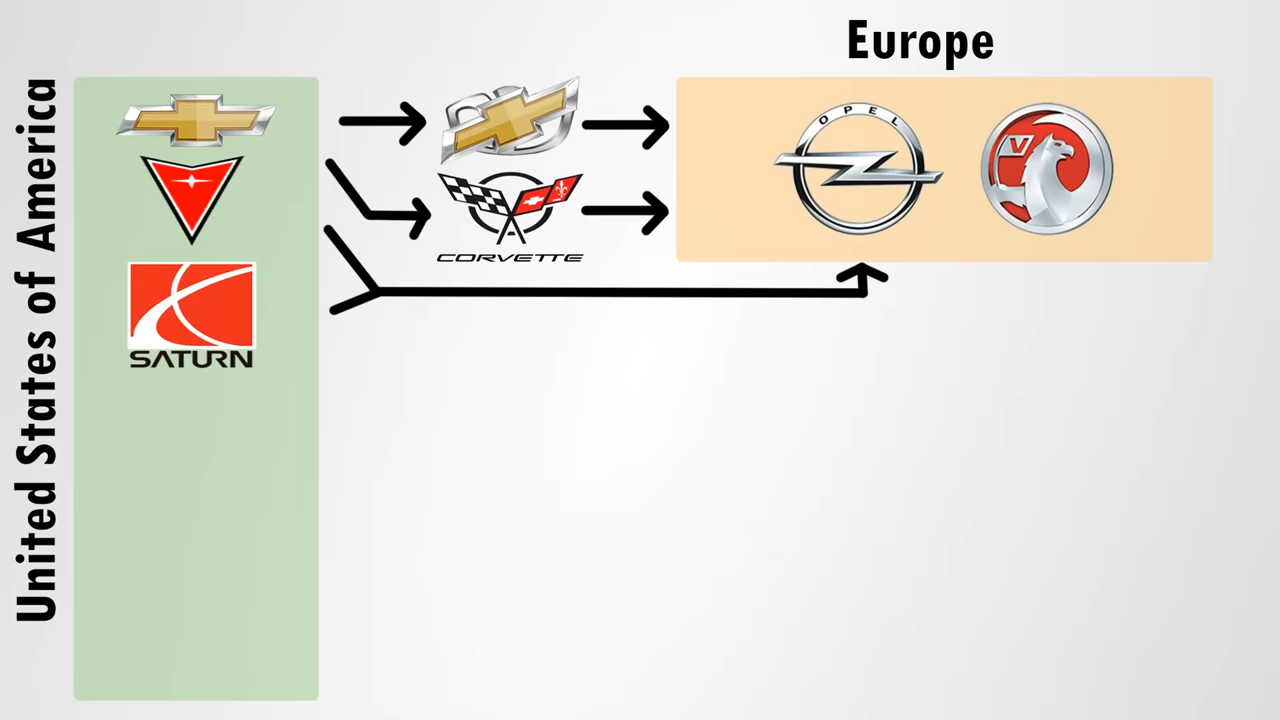 Europe
United States of America
OPEL
V
CORVETTE
SATURN